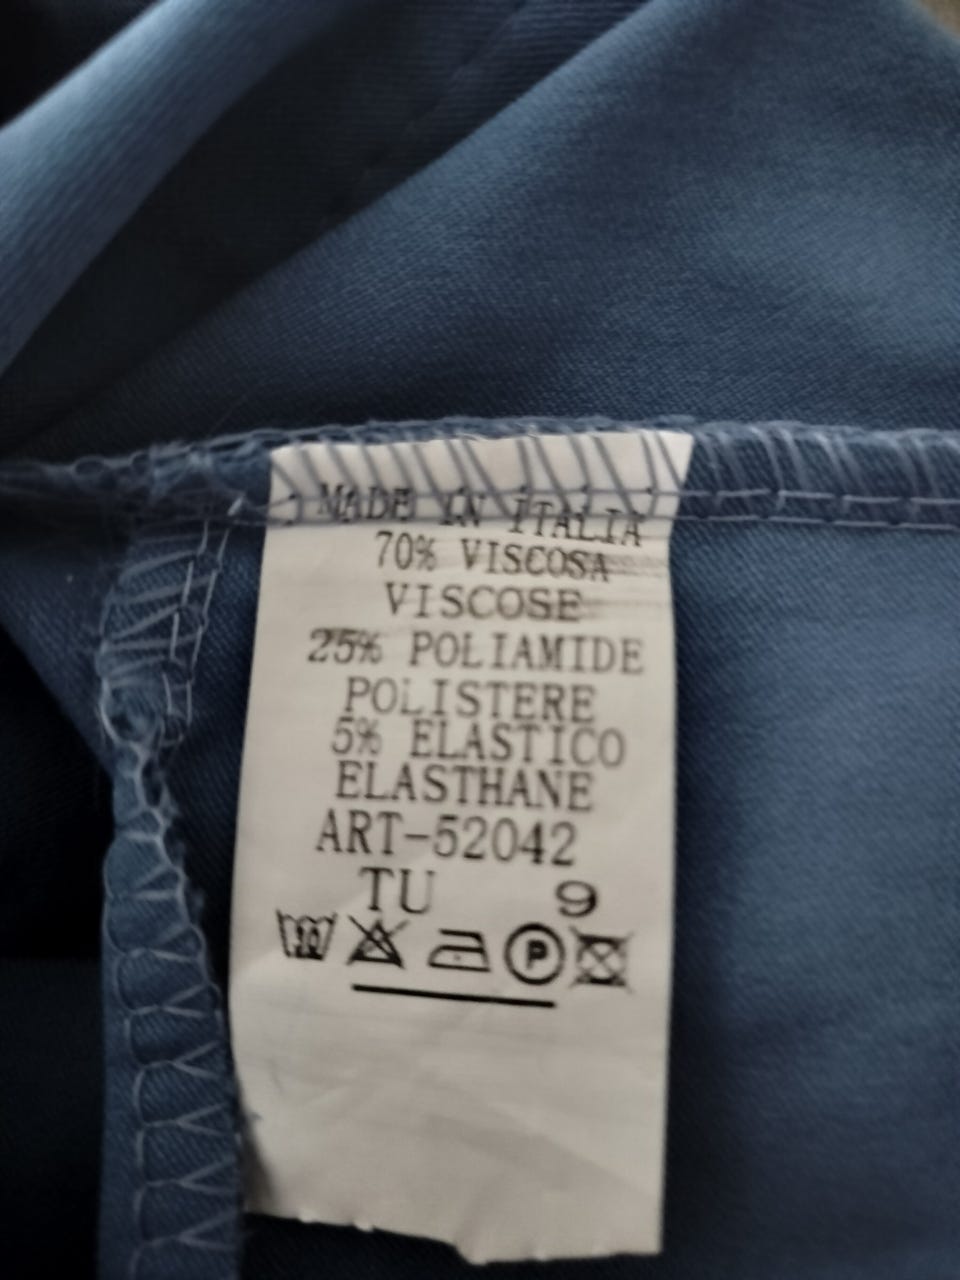 MADE IN ITALIA
70% VISCOSA
VISCOSE
25% POLIAMIDE
POLISTERE
5% ELASTICO
ELASTHANE
ART-52042
TU 9
P